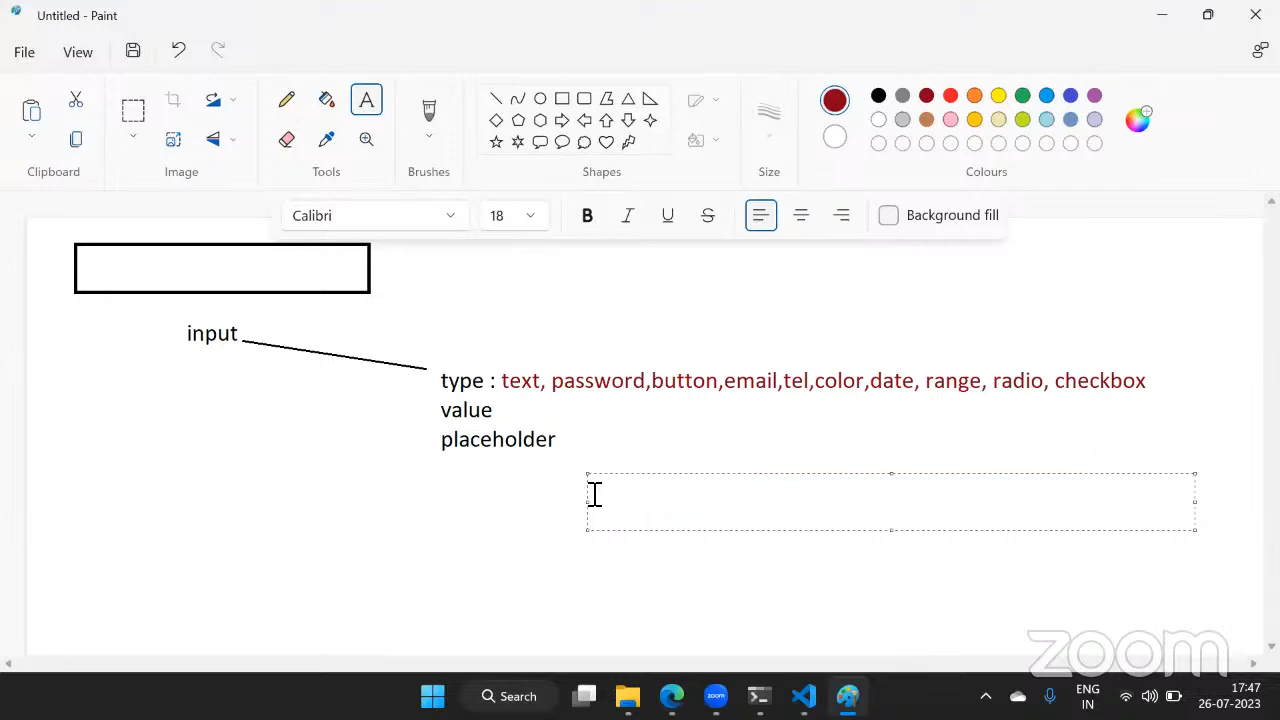 Untitled - Paint
File View
Clipboard
Image
Tools
Brushes
Shapes
Size
Colours
Calibri 18 B I U S Background fill
input
type : text, password,button,email,tel,color,date, range, radio, checkbox
value
placeholder
zoom
Search
zoom
ENG
IN
17:47
26-07-2023